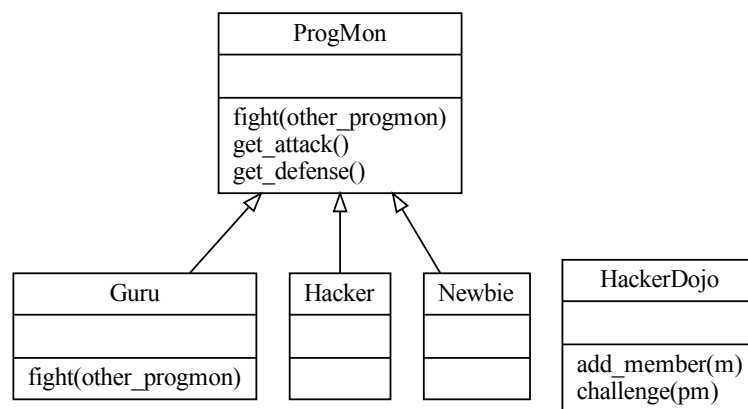 ProgMon
fight(other_progmon)
get_attack()
get_defense()
Guru
fight(other_progmon)
Hacker
Newbie
HackerDojo
add_member(m)
challenge(pm)